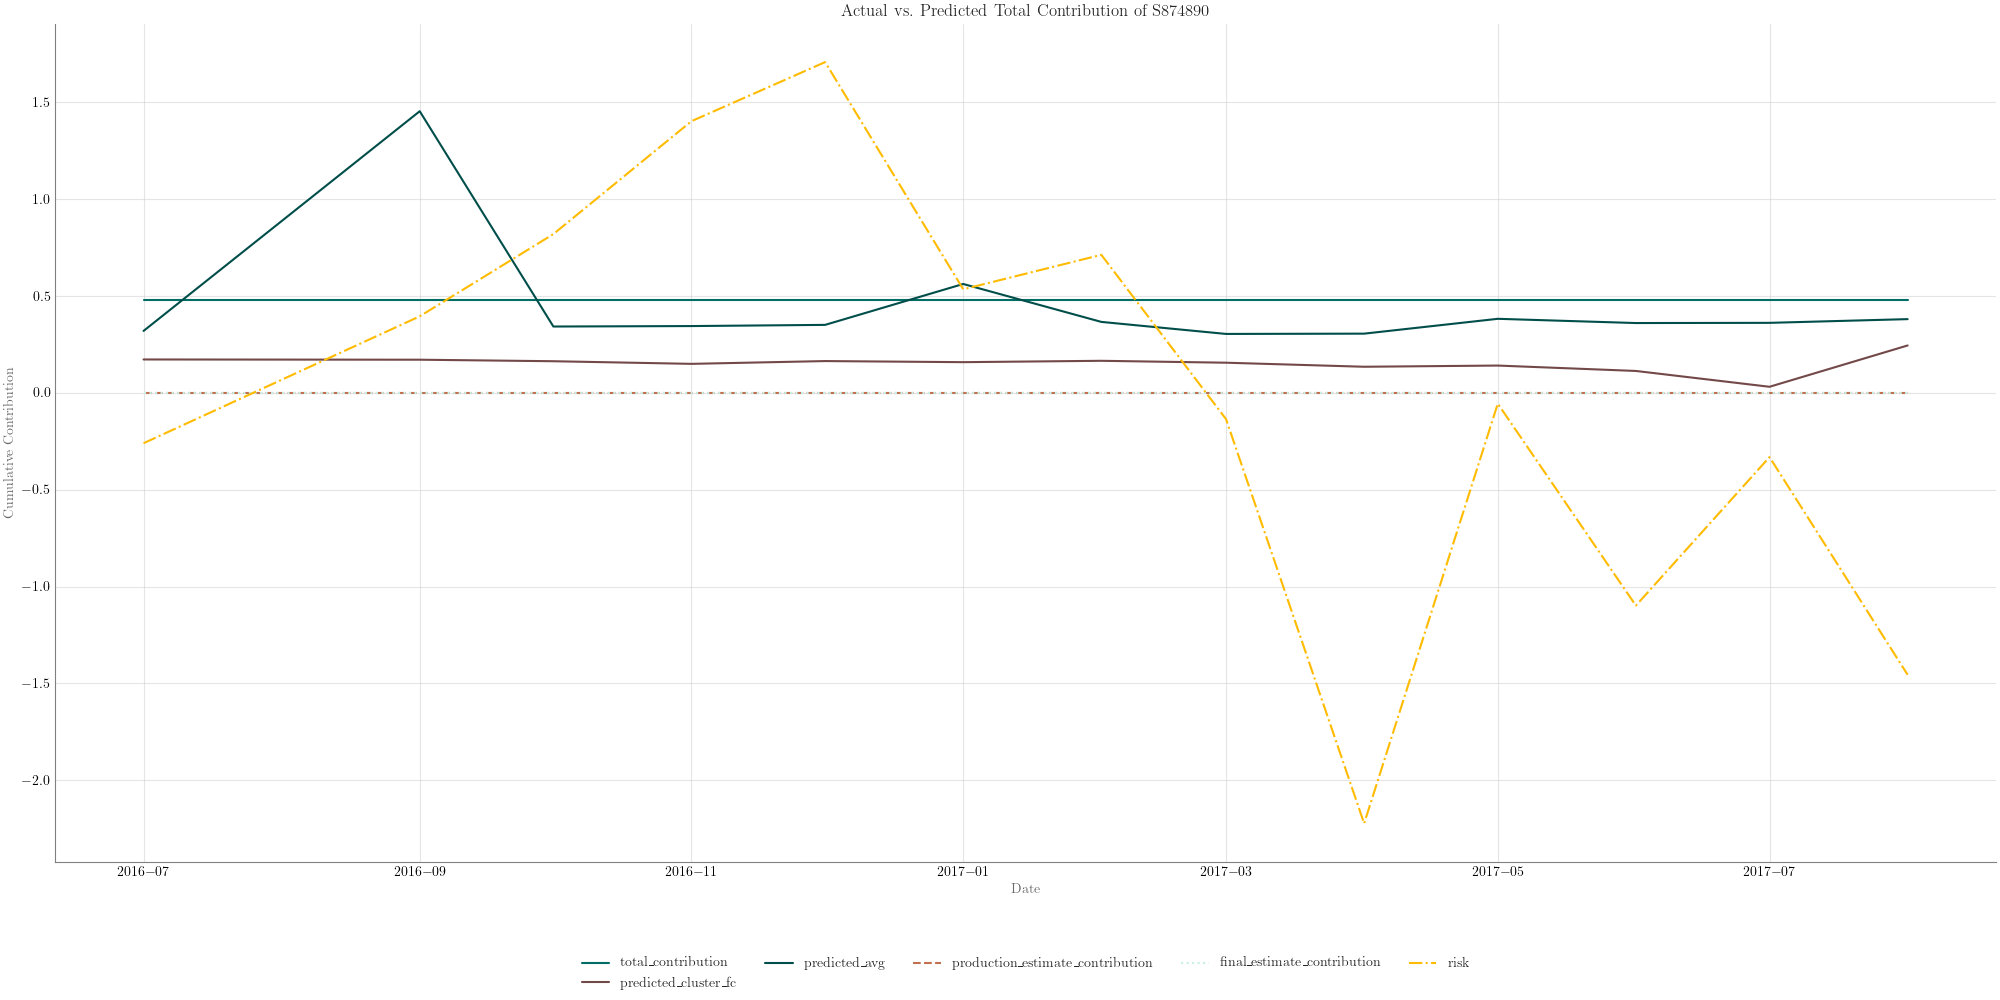 Actual vs. Predicted Total Contribution of S874890
Cumulative Contribution
1.5
1.0
0.5
0.0
−0.5
−1.0
−1.5
−2.0
2016−07 2016−09 2016−11 2017−01 2017−03 2017−05 2017−07
Date
total_contribution predicted_avg production_estimate_contribution final_estimate_contribution risk
predicted_cluster_fc